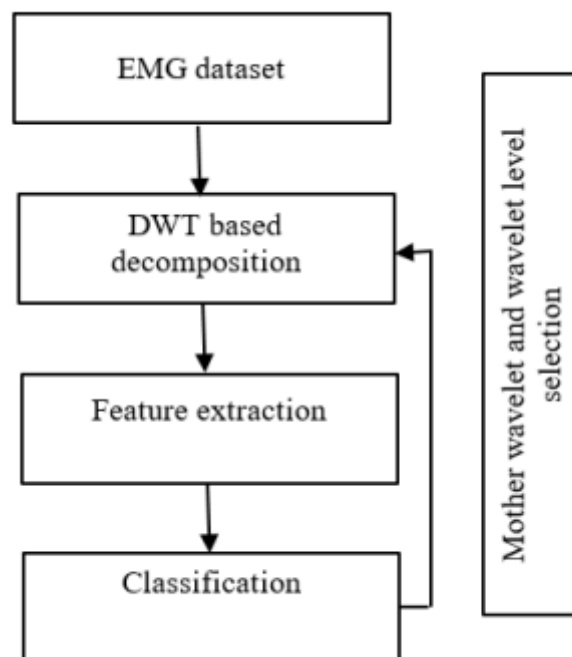 EMG dataset
DWT based
decomposition
Feature extraction
Classification
Mother wavelet and wavelet level
selection